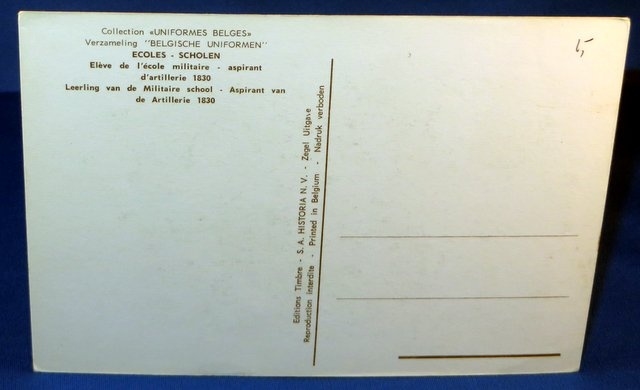 Collection «UNIFORMES BELGES»
Verzameling "BELGISCHE UNIFORMEN"
ECOLES - SCHOLEN
Elève de l'école militaire - aspirant
d'artillerie 1830
Leerling van de Militaire school - Aspirant van
de Artillerie 1830
Editions Timbre - S. A. HISTORIA N. V. - Zegel Uitgave
Reproduction interdite - Printed in Belgium - Nadruk verboden